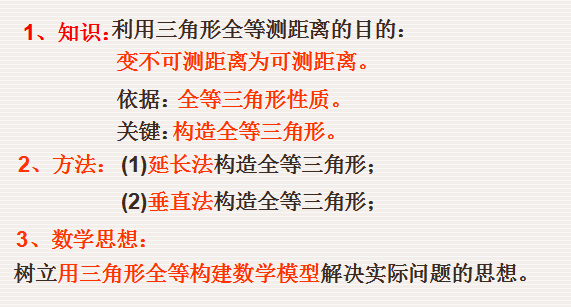 1、知识：利用三角形全等测距离的目的：
变不可测距离为可测距离。
依据：全等三角形性质。
关键：构造全等三角形。
2、方法：(1)延长法构造全等三角形；
(2)垂直法构造全等三角形；
3、数学思想：
树立用三角形全等构建数学模型解决实际问题的思想。